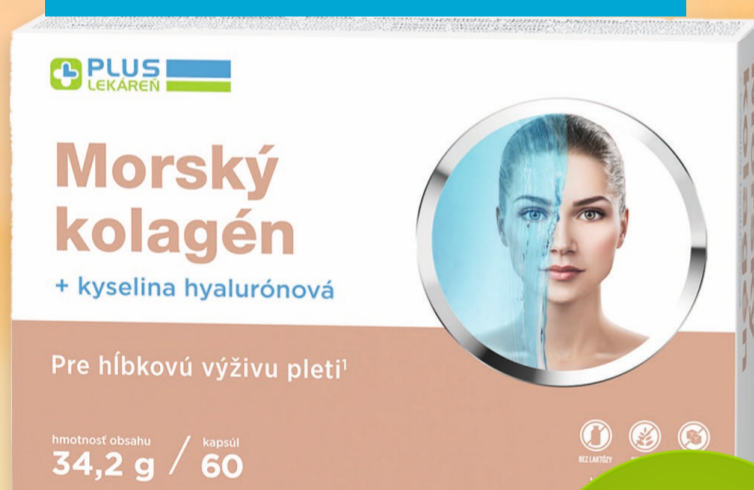 PLUS
LEKÁREŇ
Morský
kolagén
+ kyselina hyalurónová
Pre hĺbkovú výživu pleti¹
hmotnosť obsahu
34,2 g / kapsúl
60
BEZ LAKTÓZY